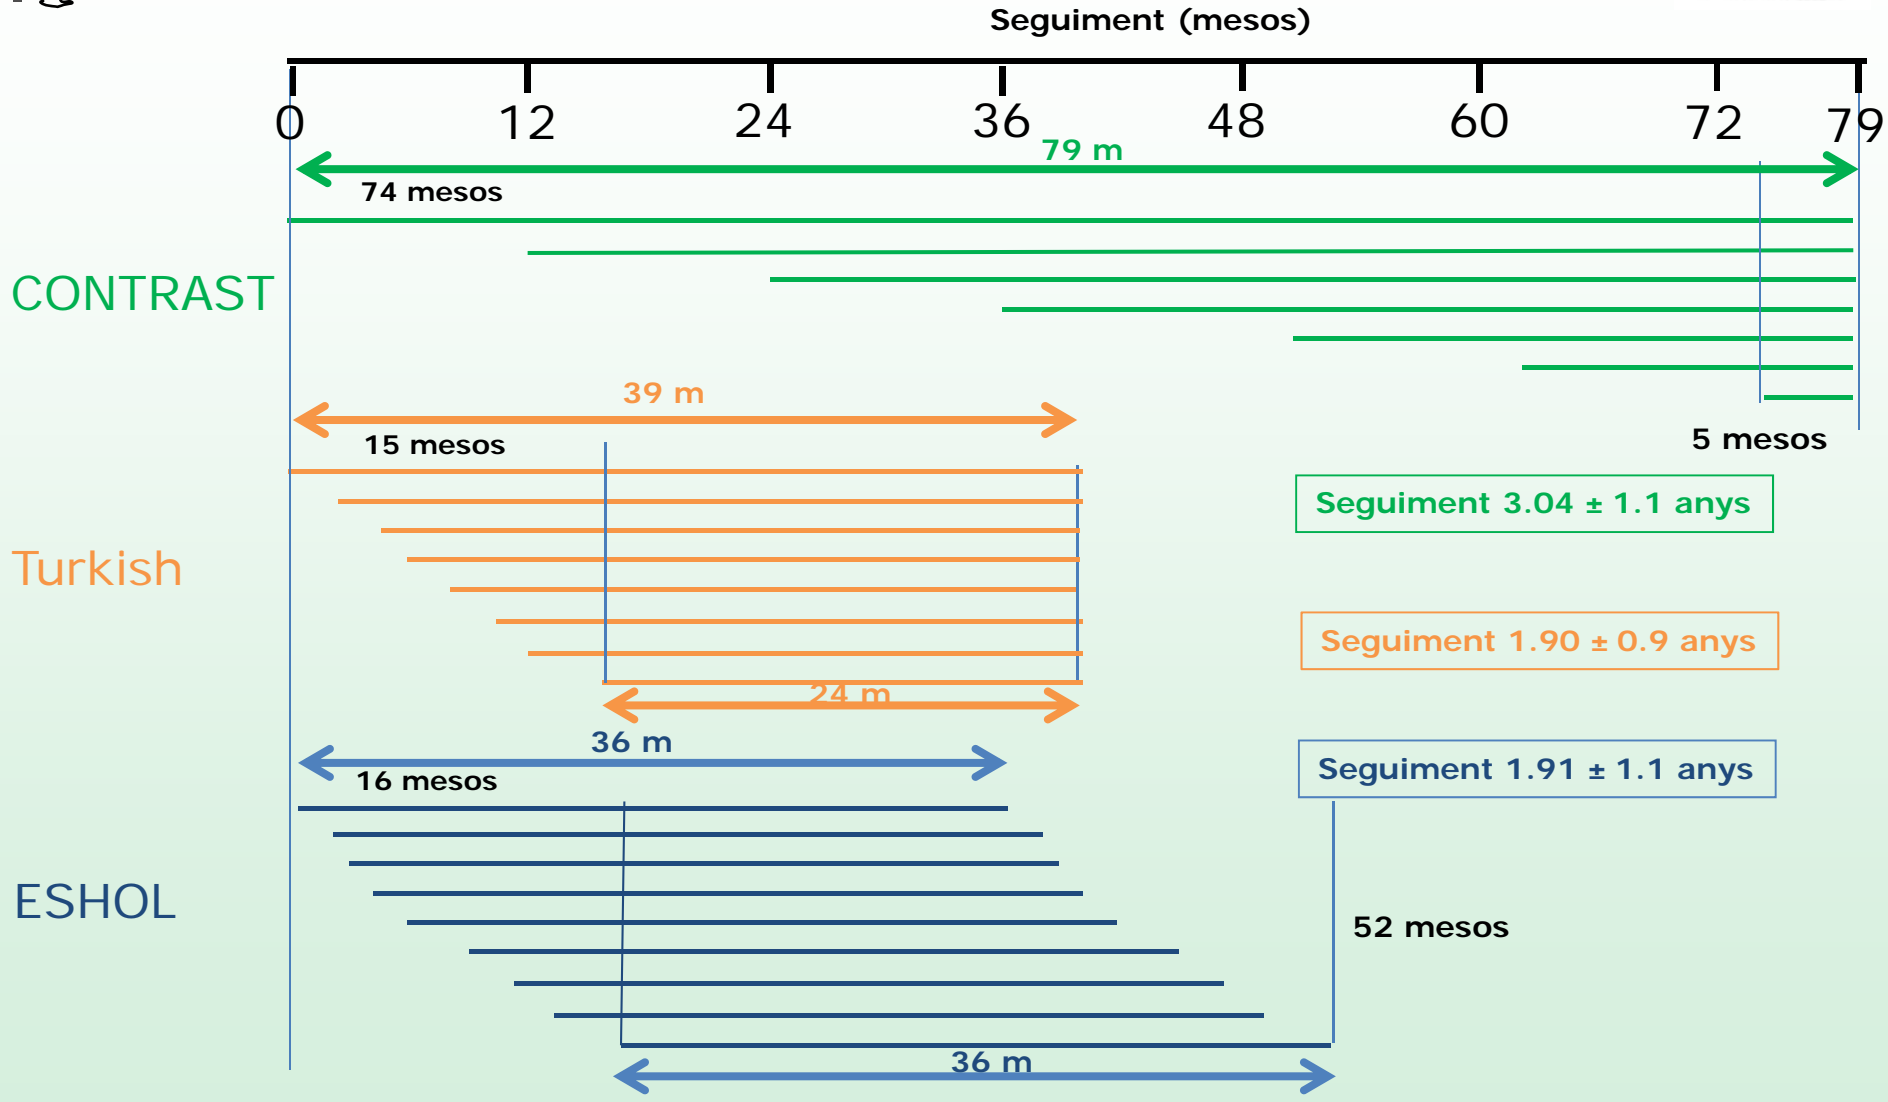 Seguiment (mesos)
0 12 24 36 48 60 72 79
79 m
74 mesos
CONTRAST
39 m
5 mesos
15 mesos
Seguiment 3.04 ± 1.1 anys
Turkish
Seguiment 1.90 ± 0.9 anys
24 m
36 m
Seguiment 1.91 ± 1.1 anys
16 mesos
ESHOL
52 mesos
36 m